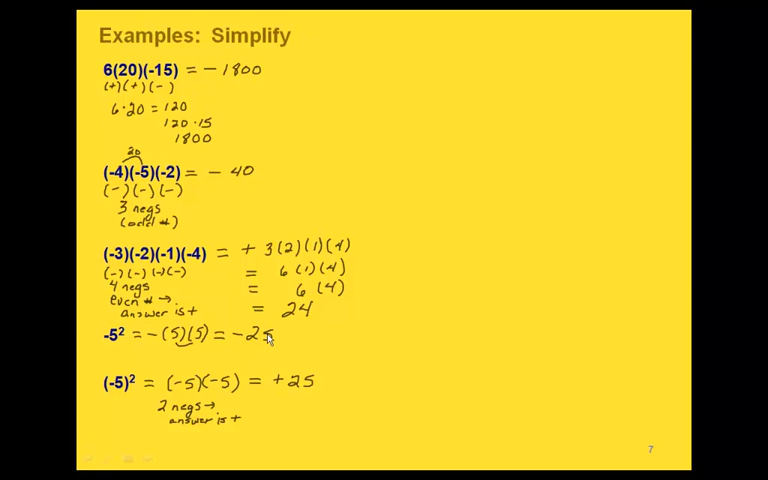 Examples: Simplify
6(20)(-15) = - 1800
(+)(+)(-)
6·20 = 120
120·15
1800
20
(-4)(-5)(-2) = - 40
(-)(-)(-)
3 negs
(odd #)
(-3)(-2)(-1)(-4) = + 3(2)(1)(4)
(-)(-)(-)(-) = 6(1)(4)
4 negs = 6(4)
even # →
answer is + = 24
-5² = -(5)(5) = -25
(-5)² = (-5)(-5) = +25
2 negs →
answer is +
7